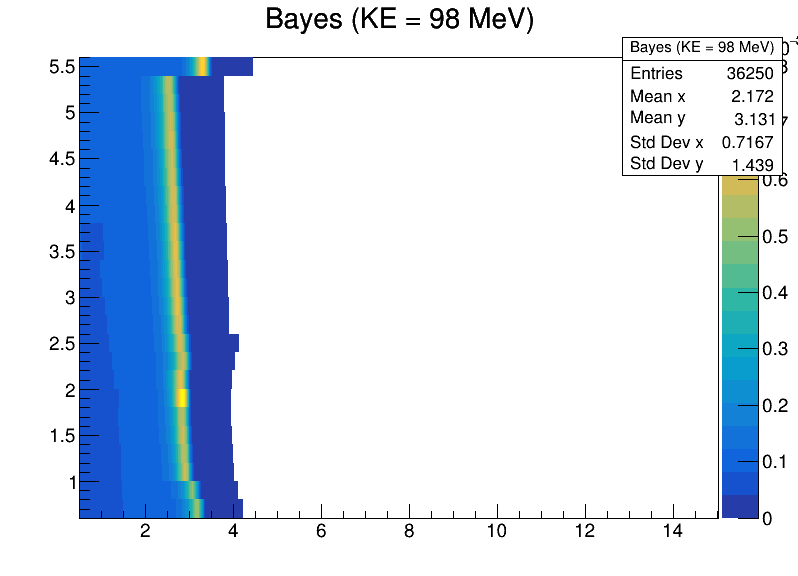 Bayes (KE = 98 MeV)
Bayes (KE = 98 MeV)
Entries 36250
Mean x 2.172
Mean y 3.131
Std Dev x 0.7167
Std Dev y 1.439
5.5
5
4.5
4
3.5
3
2.5
2
1.5
1
2 4 6 8 10 12 14
0.6
0.5
0.4
0.3
0.2
0.1
0